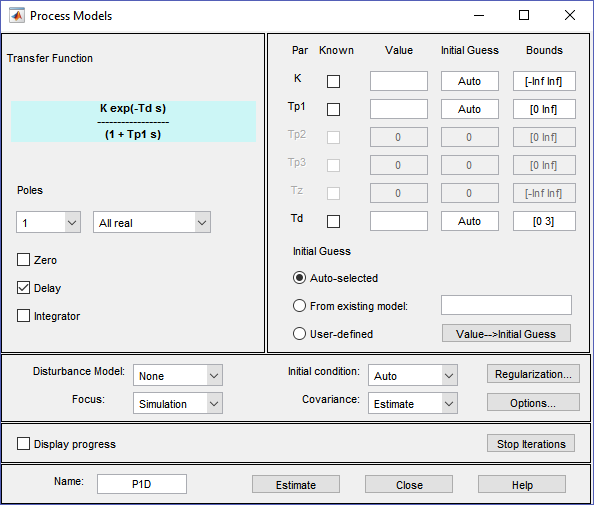 Process Models
Transfer Function
K exp(-Td s)
------------------
(1 + Tp1 s)
Poles
1 All real
Zero
Delay
Integrator
Par Known Value Initial Guess Bounds
K Auto [-Inf Inf]
Tp1 Auto [0 Inf]
Tp2 0 0 [0 Inf]
Tp3 0 0 [0 Inf]
Tz 0 0 [-Inf Inf]
Td Auto [0 3]
Initial Guess
Auto-selected
From existing model:
User-defined Value-->Initial Guess
Disturbance Model: None Initial condition: Auto Regularization...
Focus: Simulation Covariance: Estimate Options...
Display progress Stop Iterations
Name: P1D Estimate Close Help